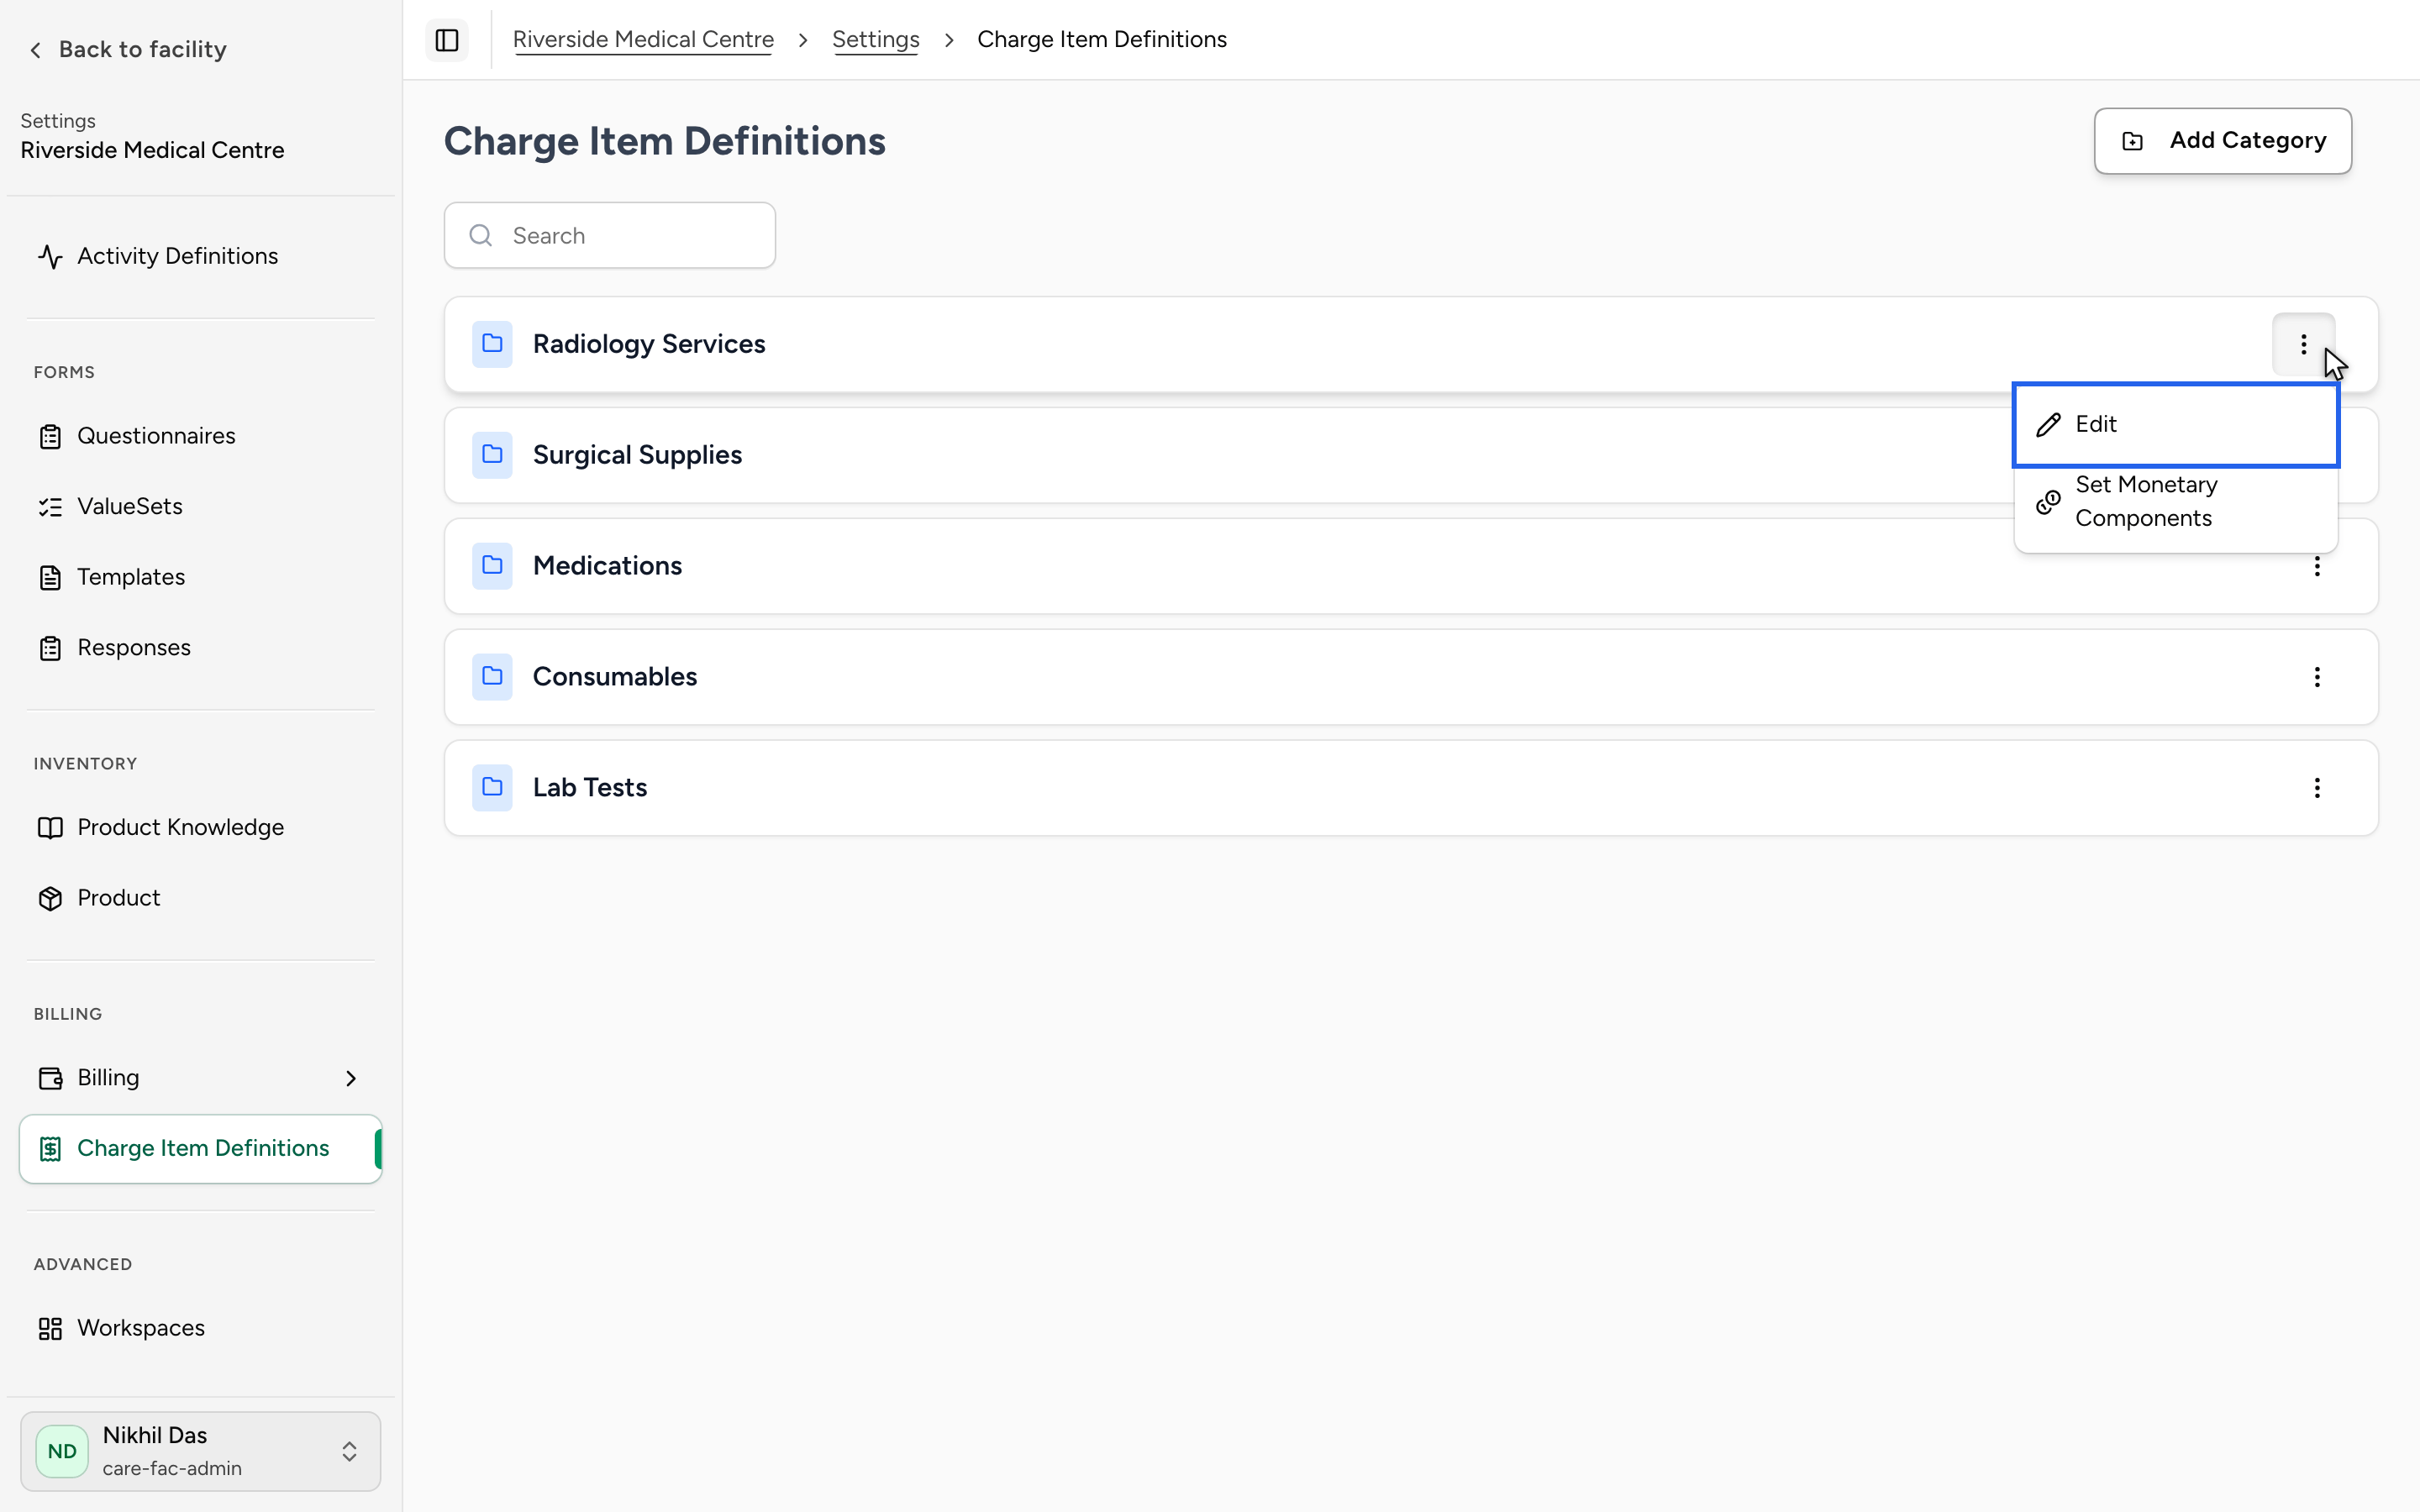 Back to facility
Settings
Riverside Medical Centre
Activity Definitions
FORMS
Questionnaires
ValueSets
Templates
Responses
INVENTORY
Product Knowledge
Product
BILLING
Billing
Charge Item Definitions
ADVANCED
Workspaces
ND
Nikhil Das
care-fac-admin
Riverside Medical Centre > Settings > Charge Item Definitions
Charge Item Definitions
Add Category
Search
Radiology Services
Edit
Set Monetary
Components
Surgical Supplies
Medications
Consumables
Lab Tests